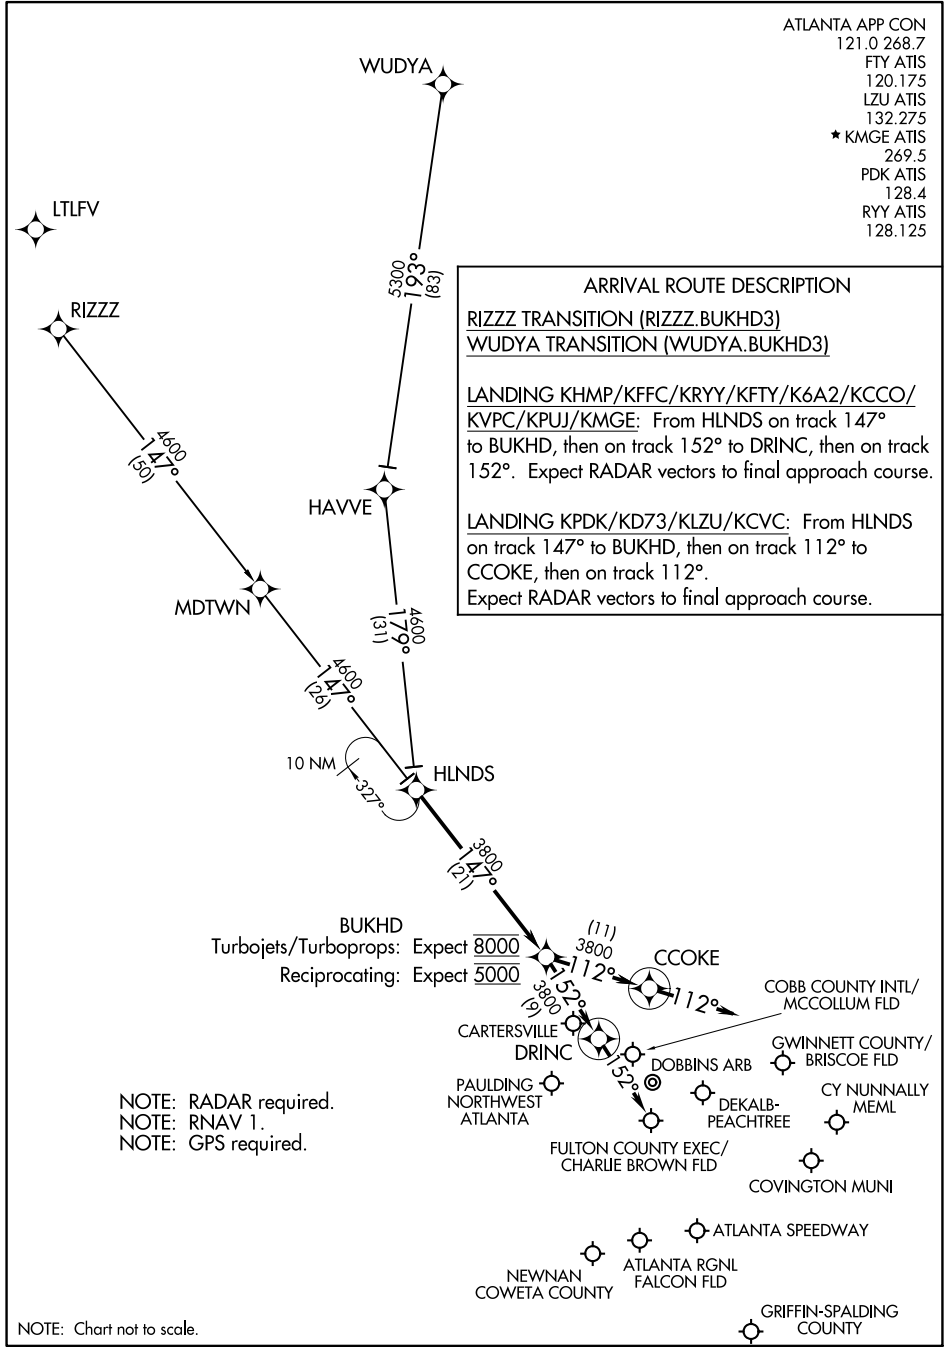 ATLANTA APP CON
121.0 268.7
FTY ATIS
120.175
LZU ATIS
132.275
★ KMGE ATIS
269.5
PDK ATIS
128.4
RYY ATIS
128.125
WUDYA
LTLFV
RIZZZ
5300
193°
(83)
ARRIVAL ROUTE DESCRIPTION
RIZZZ TRANSITION (RIZZZ.BUKHD3)
WUDYA TRANSITION (WUDYA.BUKHD3)
LANDING KHMP/KFFC/KRYY/KFTY/K6A2/KCCO/
KVPC/KPUJ/KMGE: From HLNDS on track 147°
to BUKHD, then on track 152° to DRINC, then on track
152°. Expect RADAR vectors to final approach course.
LANDING KPDK/KD73/KLZU/KCVC: From HLNDS
on track 147° to BUKHD, then on track 112° to
CCOKE, then on track 112°.
Expect RADAR vectors to final approach course.
4600
147°
(50)
HAVVE
MDTWN
4600
179°
(31)
4600
147°
(26)
10 NM
327°
HLNDS
3800
147°
(21)
BUKHD
Turbojets/Turboprops: Expect 8000
Reciprocating: Expect 5000
(11)
3800
112°
CCOKE
112°
152°
3800
(9)
CARTERSVILLE
DRINC
152°
COBB COUNTY INTL/
MCCOLLUM FLD
GWINNETT COUNTY/
BRISCOE FLD
DOBBINS ARB
PAULDING
NORTHWEST
ATLANTA
DEKALB-
PEACHTREE
CY NUNNALLY
MEML
FULTON COUNTY EXEC/
CHARLIE BROWN FLD
COVINGTON MUNI
NOTE: RADAR required.
NOTE: RNAV 1.
NOTE: GPS required.
ATLANTA SPEEDWAY
ATLANTA RGNL
FALCON FLD
NEWNAN
COWETA COUNTY
GRIFFIN-SPALDING
COUNTY
NOTE: Chart not to scale.